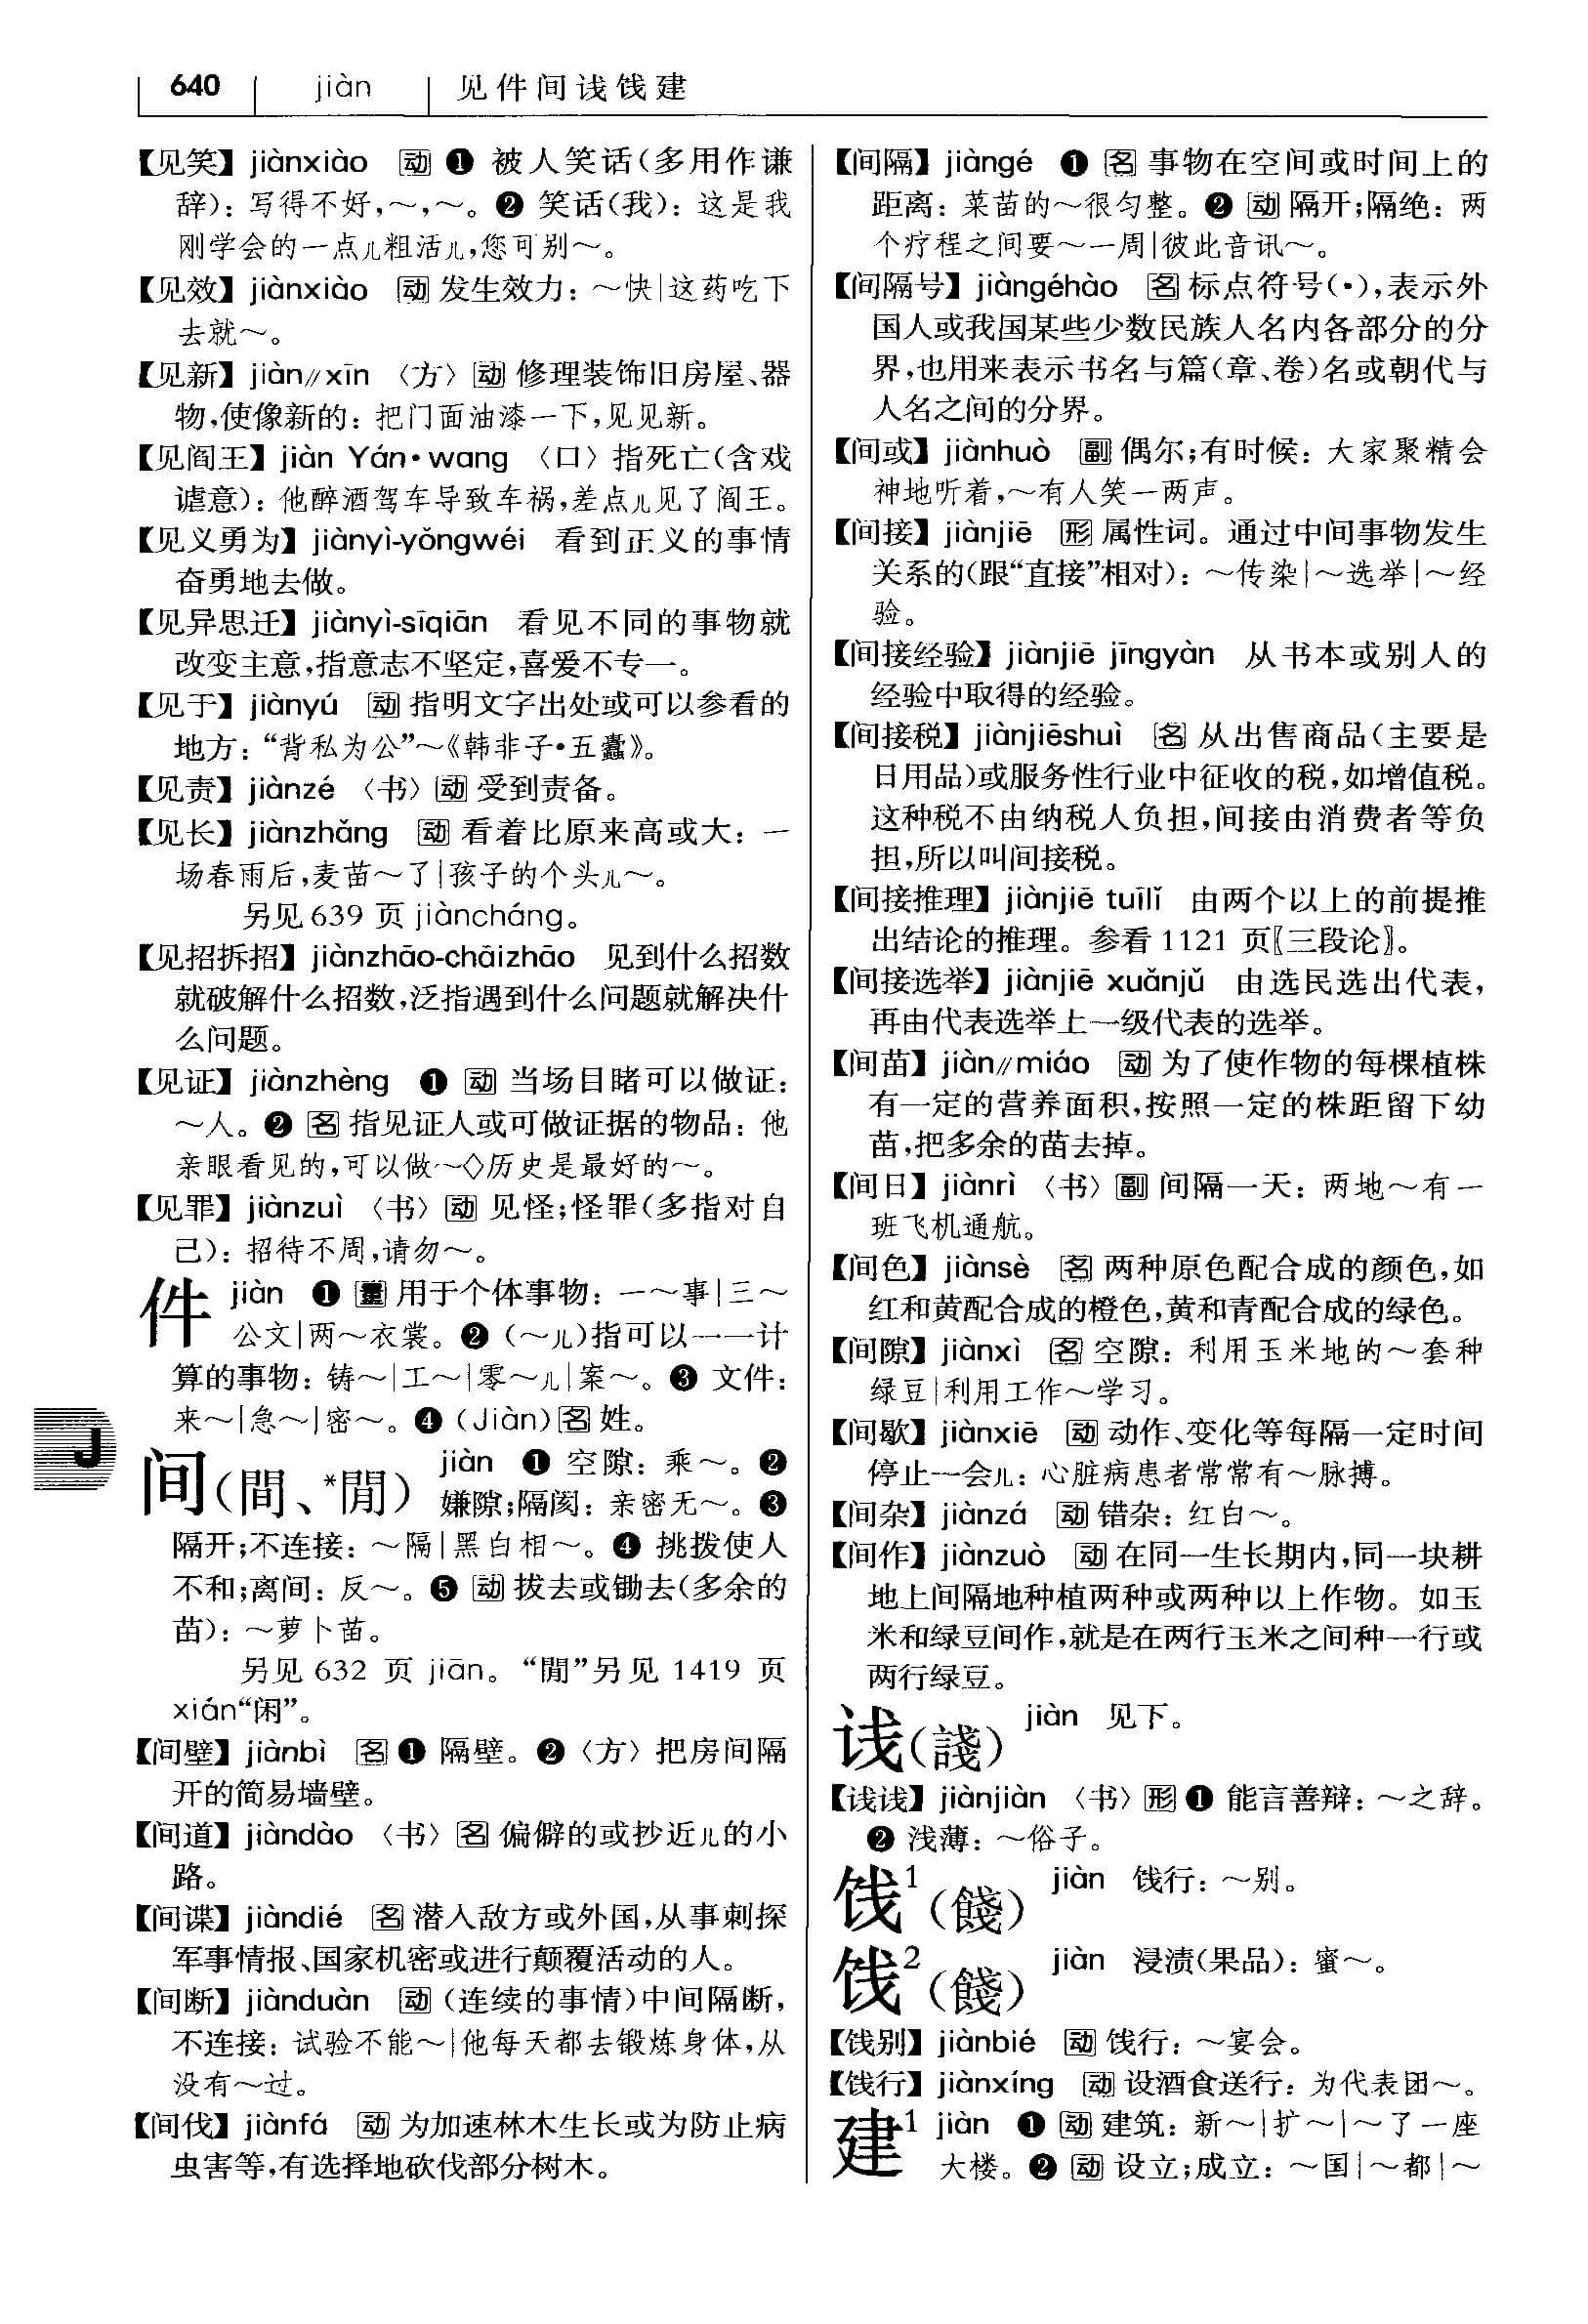 640 jiàn 见件间诐饯建
【见笑】jiànxiào 动 ❶ 被人笑话(多用作谦
辞)：写得不好,～,～。❷ 笑话(我)：这是我
刚学会的一点儿粗活儿,您可别～。
【见效】jiànxiào 动 发生效力：～快|这药吃下
去就～。
【见新】jiàn∥xīn 〈方〉动 修理装饰旧房屋、器
物,使像新的：把门面油漆一下,见见新。
【见阎王】jiàn Yán•wang 〈口〉指死亡(含戏
谑意)：他醉酒驾车导致车祸,差点儿见了阎王。
【见义勇为】jiànyì-yǒngwéi 看到正义的事情
奋勇地去做。
【见异思迁】jiànyì-sīqiān 看见不同的事物就
改变主意,指意志不坚定,喜爱不专一。
【见于】jiànyú 动 指明文字出处或可以参看的
地方：“背私为公”～《韩非子•五蠹》。
【见责】jiànzé 〈书〉动 受到责备。
【见长】jiànzhǎng 动 看着比原来高或大：一
场春雨后,麦苗～了|孩子的个头儿～。
另见 639 页 jiàncháng。
【见招拆招】jiànzhāo-chāizhāo 见到什么招数
就破解什么招数,泛指遇到什么问题就解决什
么问题。
【见证】jiànzhèng ❶ 动 当场目睹可以做证：
～人。❷ 名 指见证人或可做证据的物品：他
亲眼看见的,可以做～◇历史是最好的～。
【见罪】jiànzuì 〈书〉动 见怪;怪罪(多指对自
己)：招待不周,请勿～。
件 jiàn ❶ 量 用于个体事物：一～事|三～
公文|两～衣裳。❷ (～儿)指可以一一计
算的事物：铸～|工～|零～儿|案～。❸ 文件：
来～|急～|密～。❹ (Jiàn)名 姓。
间(間、*閒) jiàn ❶ 空隙：乘～。❷
嫌隙;隔阂：亲密无～。❸
隔开;不连接：～隔|黑白相～。❹ 挑拨使人
不和;离间：反～。❺ 动 拔去或锄去(多余的
苗)：～萝卜苗。
另见 632 页 jiān。“閒”另见 1419 页
xián“闲”。
【间壁】jiànbì 名 ❶ 隔壁。❷〈方〉把房间隔
开的简易墙壁。
【间道】jiàndào 〈书〉名 偏僻的或抄近儿的小
路。
【间谍】jiàndié 名 潜入敌方或外国,从事刺探
军事情报、国家机密或进行颠覆活动的人。
【间断】jiànduàn 动 (连续的事情)中间隔断,
不连接：试验不能～|他每天都去锻炼身体,从
没有～过。
【间伐】jiànfá 动 为加速林木生长或为防止病
虫害等,有选择地砍伐部分树木。
【间隔】jiàngé ❶ 名 事物在空间或时间上的
距离：菜苗的～很匀整。❷ 动 隔开;隔绝：两
个疗程之间要～一周|彼此音讯～。
【间隔号】jiàngéhào 名 标点符号(•),表示外
国人或我国某些少数民族人名内各部分的分
界,也用来表示书名与篇(章、卷)名或朝代与
人名之间的分界。
【间或】jiànhuò 副 偶尔;有时候：大家聚精会
神地听着,～有人笑一两声。
【间接】jiànjiē 形 属性词。通过中间事物发生
关系的(跟“直接”相对)：～传染|～选举|～经
验。
【间接经验】jiànjiē jīngyàn 从书本或别人的
经验中取得的经验。
【间接税】jiànjiēshuì 名 从出售商品(主要是
日用品)或服务性行业中征收的税,如增值税。
这种税不由纳税人负担,间接由消费者等负
担,所以叫间接税。
【间接推理】jiànjiē tuīlǐ 由两个以上的前提推
出结论的推理。参看 1121 页〖三段论〗。
【间接选举】jiànjiē xuǎnjǔ 由选民选出代表,
再由代表选举上一级代表的选举。
【间苗】jiàn∥miáo 动 为了使作物的每棵植株
有一定的营养面积,按照一定的株距留下幼
苗,把多余的苗去掉。
【间日】jiànrì 〈书〉副 间隔一天：两地～有一
班飞机通航。
【间色】jiànsè 名 两种原色配合成的颜色,如
红和黄配合成的橙色,黄和青配合成的绿色。
【间隙】jiànxì 名 空隙：利用玉米地的～套种
绿豆|利用工作～学习。
【间歇】jiànxiē 动 动作、变化等每隔一定时间
停止一会儿：心脏病患者常常有～脉搏。
【间杂】jiànzá 动 错杂：红白～。
【间作】jiànzuò 动 在同一生长期内,同一块耕
地上间隔地种植两种或两种以上作物。如玉
米和绿豆间作,就是在两行玉米之间种一行或
两行绿豆。
𬣡(諓) jiàn 见下。
【𬣡𬣡】jiànjiàn 〈书〉形 ❶ 能言善辩：～之辞。
❷ 浅薄：～俗子。
饯1(餞) jiàn 饯行：～别。
饯2(餞) jiàn 浸渍(果品)：蜜～。
【饯别】jiànbié 动 饯行：～宴会。
【饯行】jiànxíng 动 设酒食送行：为代表团～。
建1 jiàn ❶ 动 建筑：新～|扩～|～了一座
大楼。❷ 动 设立;成立：～国|～都|～
J